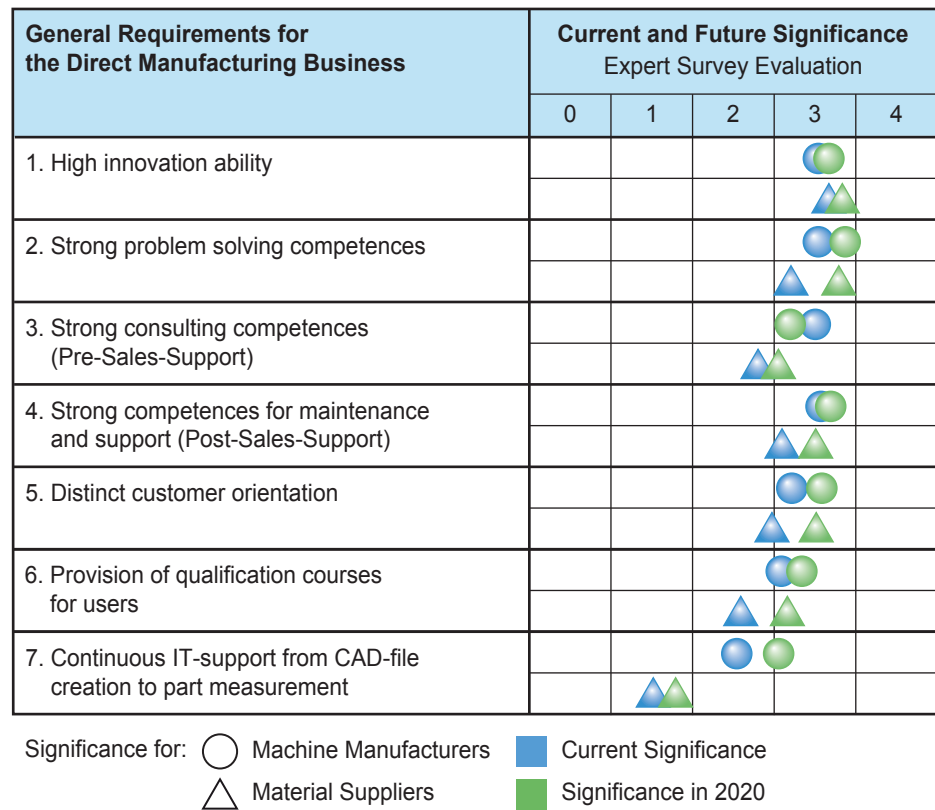 General Requirements for
the Direct Manufacturing Business
Current and Future Significance
Expert Survey Evaluation
0 1 2 3 4
1. High innovation ability
2. Strong problem solving competences
3. Strong consulting competences
(Pre-Sales-Support)
4. Strong competences for maintenance
and support (Post-Sales-Support)
5. Distinct customer orientation
6. Provision of qualification courses
for users
7. Continuous IT-support from CAD-file
creation to part measurement
Significance for: Machine Manufacturers Current Significance
Material Suppliers Significance in 2020